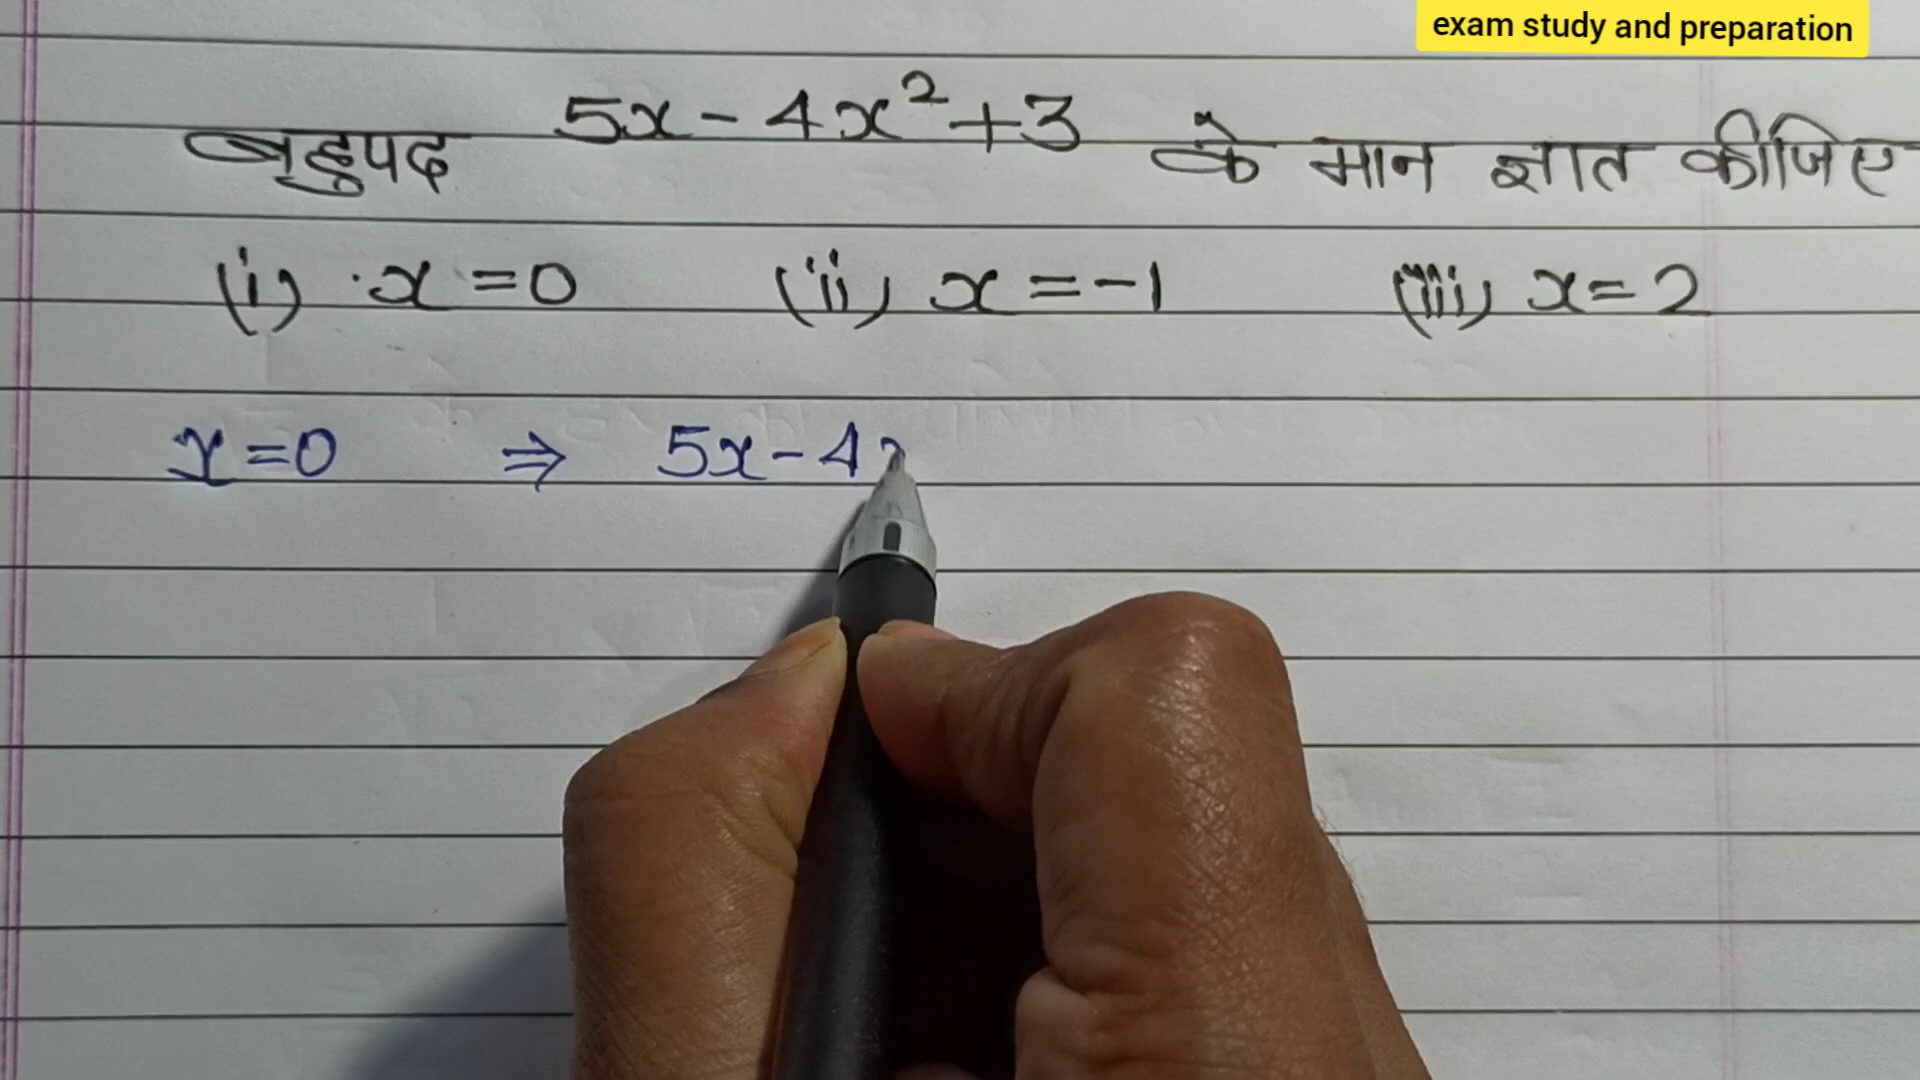 exam study and preparation
बहुपद 5x - 4x² + 3 के मान ज्ञात कीजिए
(i) x = 0 (ii) x = -1 (iii) x = 2
x = 0 ⇒ 5x - 4